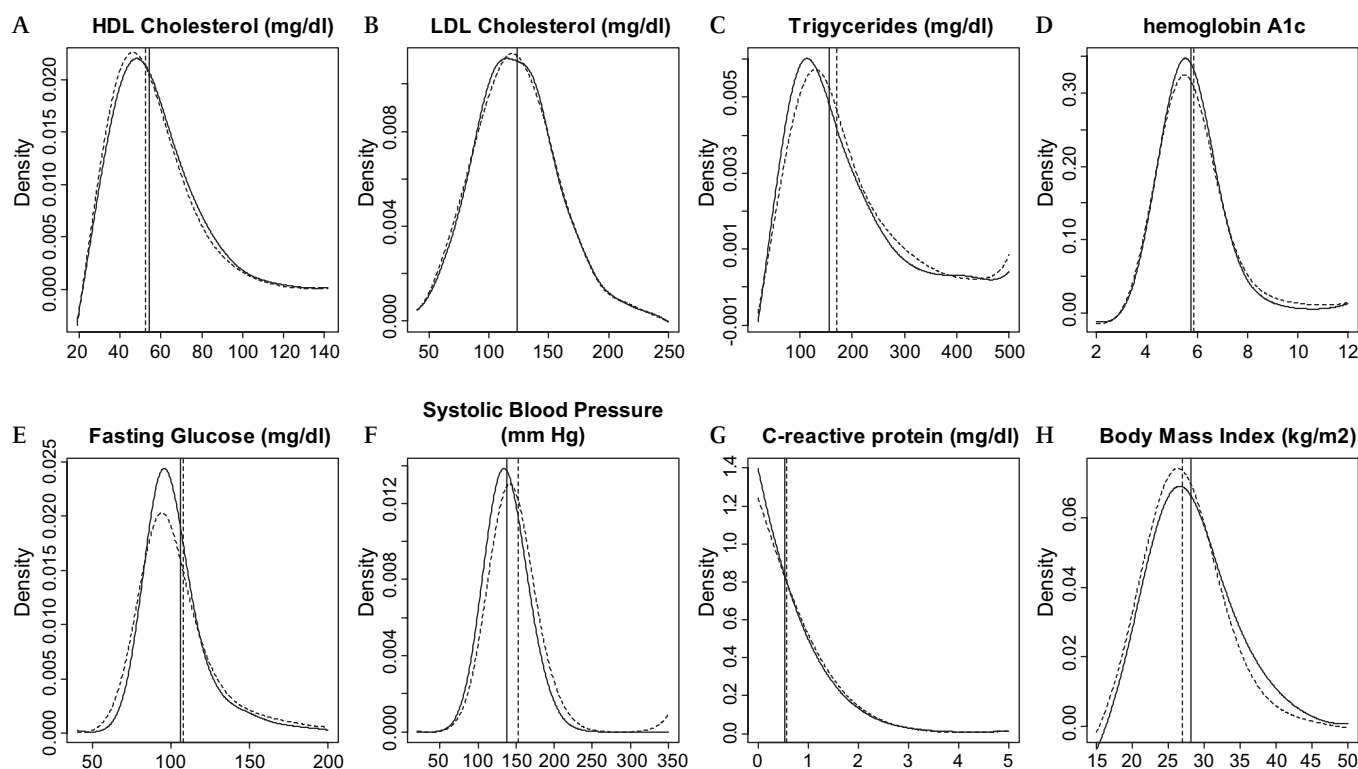 A HDL Cholesterol (mg/dl)
Density
0.000 0.005 0.010 0.015 0.020
20 40 60 80 100 120 140
B LDL Cholesterol (mg/dl)
Density
0.000 0.004 0.008
50 100 150 200 250
C Trigycerides (mg/dl)
Density
-0.001 0.001 0.003 0.005
100 200 300 400 500
D hemoglobin A1c
Density
0.00 0.10 0.20 0.30
2 4 6 8 10 12
E Fasting Glucose (mg/dl)
Density
0.000 0.005 0.010 0.015 0.020 0.025
50 100 150 200
F Systolic Blood Pressure
(mm Hg)
Density
0.000 0.004 0.008 0.012
50 100 150 200 250 300 350
G C-reactive protein (mg/dl)
Density
0.0 0.2 0.4 0.6 0.8 1.0 1.2 1.4
0 1 2 3 4 5
H Body Mass Index (kg/m2)
Density
0.00 0.02 0.04 0.06
15 20 25 30 35 40 45 50